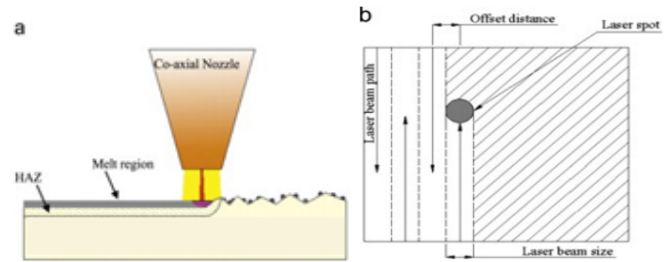 a
Co-axial Nozzle
Melt region
HAZ
b
Offset distance
Laser spot
Laser beam path
Laser beam size